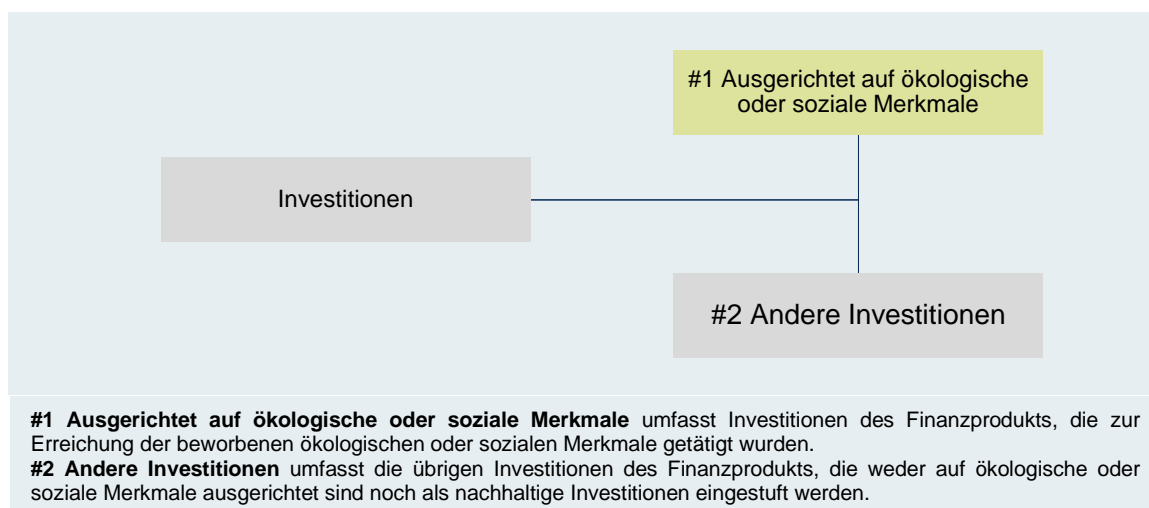 #1 Ausgerichtet auf ökologische
oder soziale Merkmale
Investitionen
#2 Andere Investitionen
#1 Ausgerichtet auf ökologische oder soziale Merkmale umfasst Investitionen des Finanzprodukts, die zur
Erreichung der beworbenen ökologischen oder sozialen Merkmale getätigt wurden.
#2 Andere Investitionen umfasst die übrigen Investitionen des Finanzprodukts, die weder auf ökologische oder
soziale Merkmale ausgerichtet sind noch als nachhaltige Investitionen eingestuft werden.